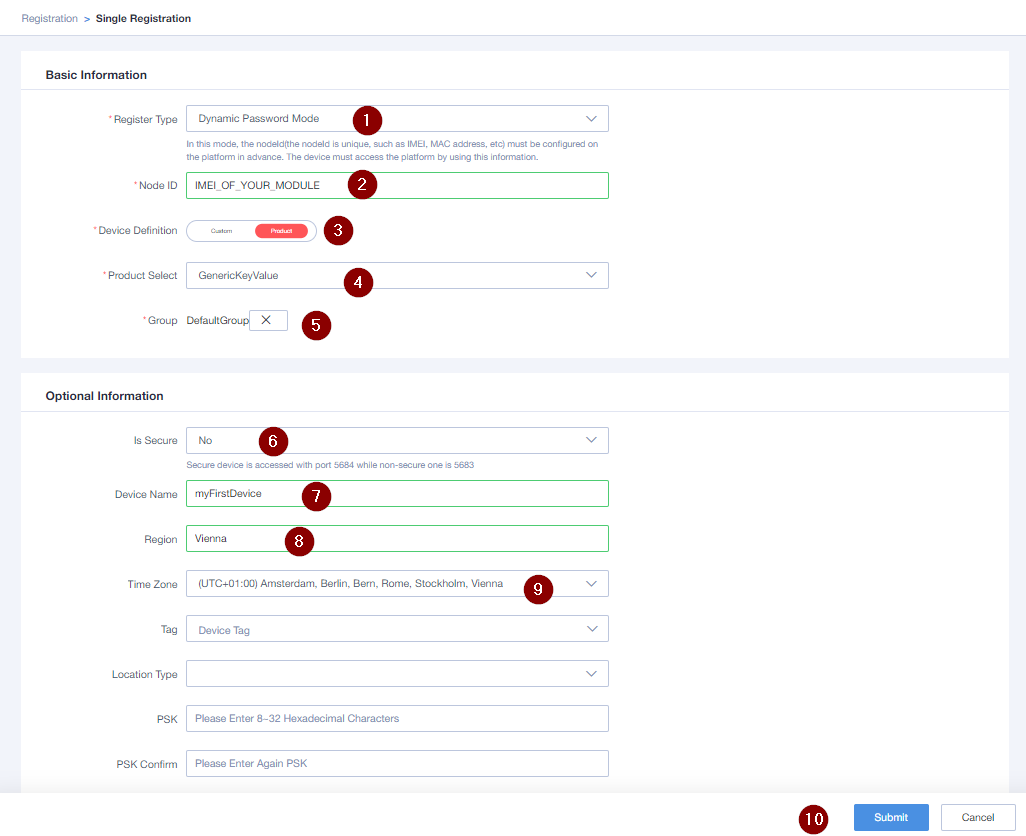 Registration > Single Registration
Basic Information
*Register Type Dynamic Password Mode 1
In this mode, the nodeId(the nodeId is unique, such as IMEI, MAC address, etc) must be configured on
the platform in advance. The device must access the platform by using this information.
*Node ID IMEI_OF_YOUR_MODULE 2
*Device Definition Custom Product 3
*Product Select GenericKeyValue 4
*Group DefaultGroup 5
Optional Information
Is Secure No 6
Secure device is accessed with port 5684 while non-secure one is 5683
Device Name myFirstDevice 7
Region Vienna 8
Time Zone (UTC+01:00) Amsterdam, Berlin, Bern, Rome, Stockholm, Vienna 9
Tag Device Tag
Location Type
PSK Please Enter 8~32 Hexadecimal Characters
PSK Confirm Please Enter Again PSK
10 Submit Cancel